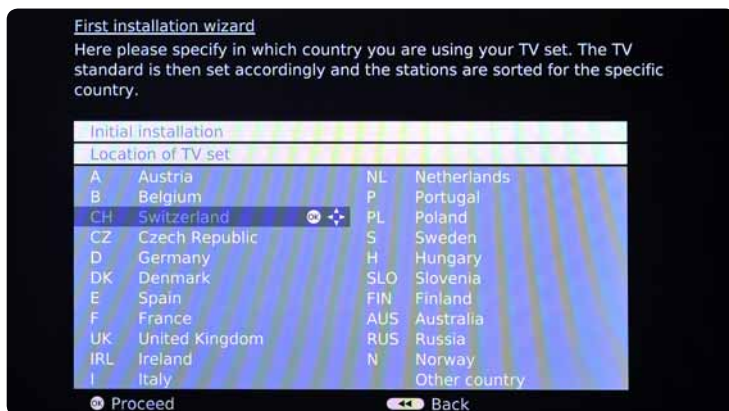 First installation wizard
Here please specify in which country you are using your TV set. The TV
standard is then set accordingly and the stations are sorted for the specific
country.
Initial installation
Location of TV set
A Austria
B Belgium
CH Switzerland OK
CZ Czech Republic
D Germany
DK Denmark
E Spain
F France
UK United Kingdom
IRL Ireland
I Italy
NL Netherlands
P Portugal
PL Poland
S Sweden
H Hungary
SLO Slovenia
FIN Finland
AUS Australia
RUS Russia
N Norway
Other country
OK Proceed
Back